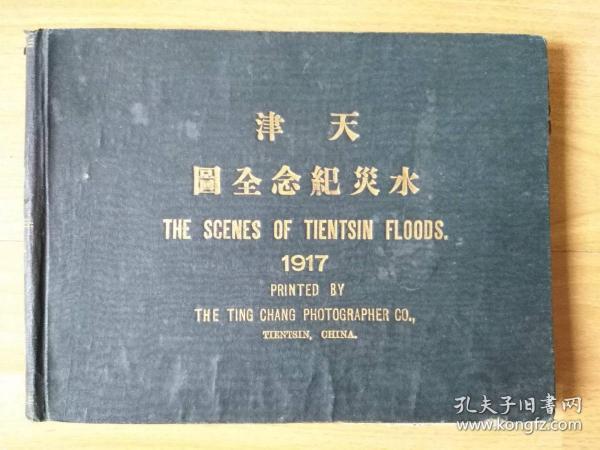 天津
水災紀念全圖
THE SCENES OF TIENTSIN FLOODS.
1917
PRINTED BY
THE TING CHANG PHOTOGRAPHER CO.,
TIENTSIN, CHINA.
孔夫子旧書网
www.kongfz.com